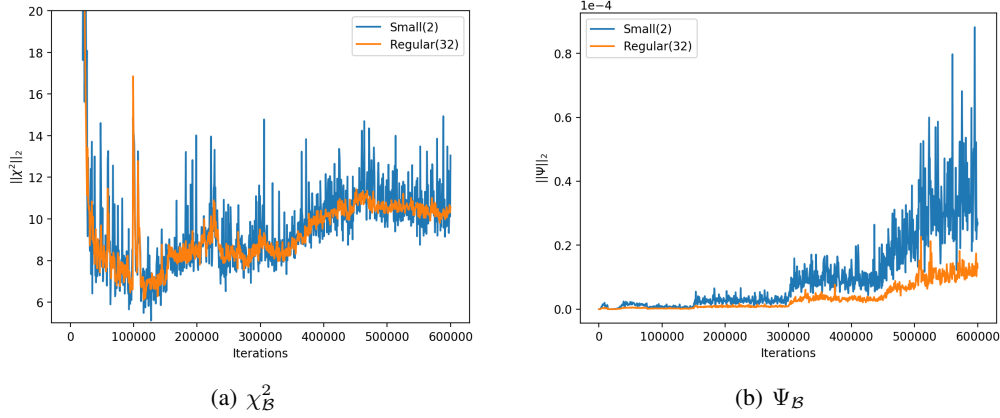 1e−4
20
18
16
14
12
10
8
6
||χ²||₂
Small(2)
Regular(32)
0
100000
200000
300000
400000
500000
600000
Iterations
(a) χ²_ℬ
0.8
0.6
0.4
0.2
0.0
||Ψ||₂
Small(2)
Regular(32)
0
100000
200000
300000
400000
500000
600000
Iterations
(b) Ψ_ℬ